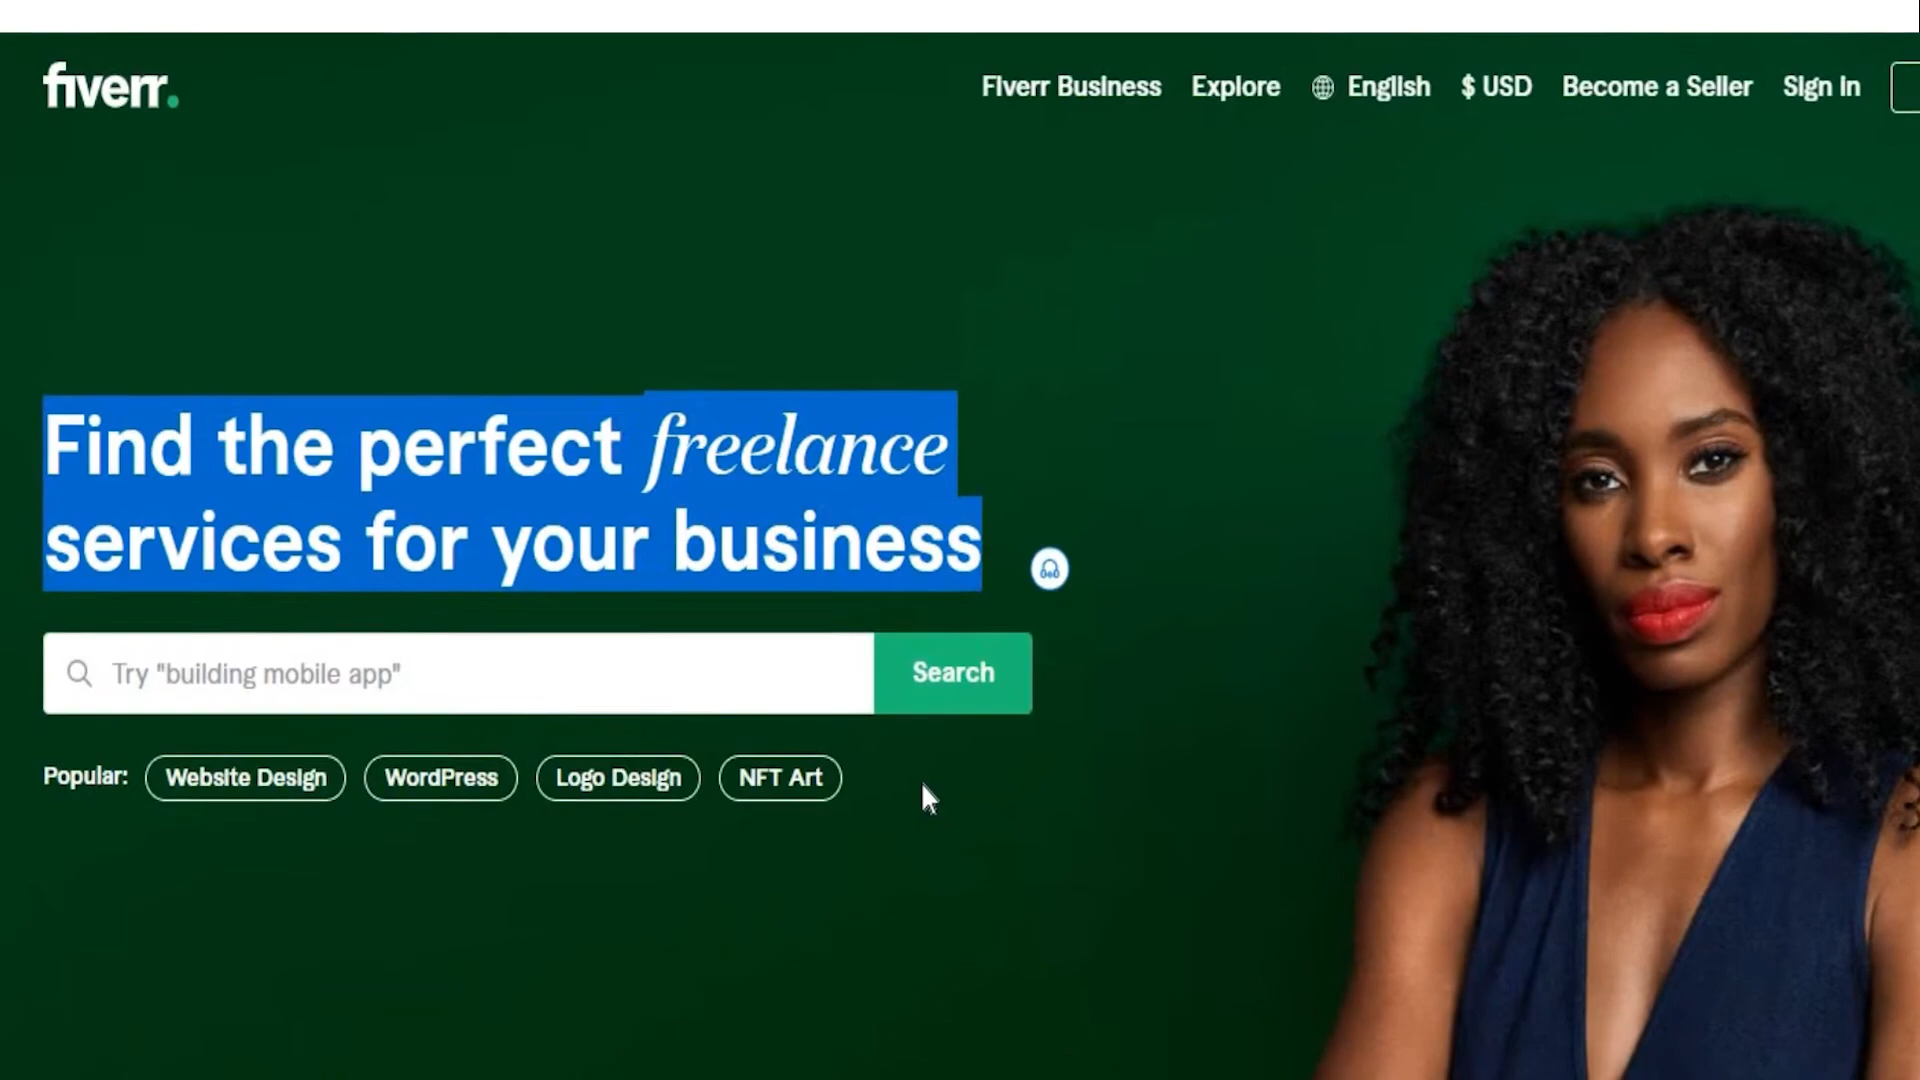 fiverr.
Fiverr Business Explore English $ USD Become a Seller Sign in
Find the perfect freelance
services for your business
Try "building mobile app"
Search
Popular: Website Design WordPress Logo Design NFT Art